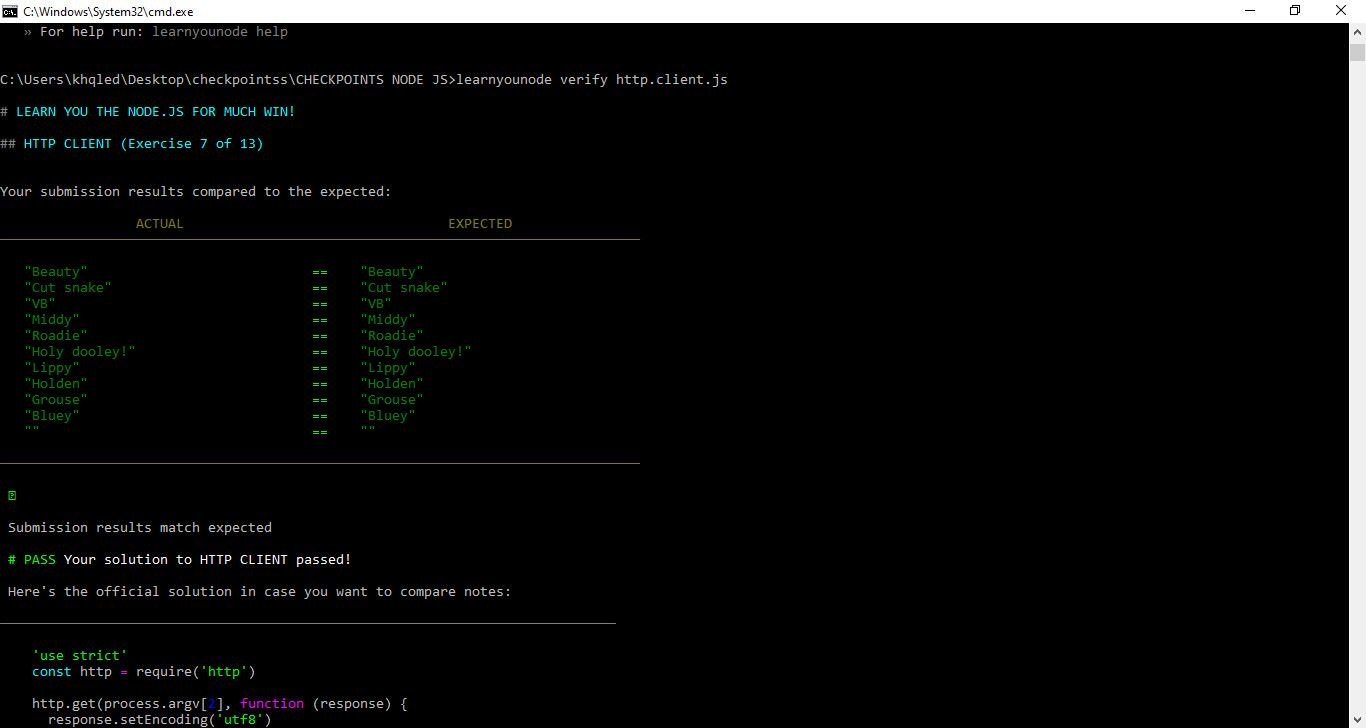 C:\Windows\System32\cmd.exe
» For help run: learnyounode help
C:\Users\khqled\Desktop\checkpointss\CHECKPOINTS NODE JS>learnyounode verify http.client.js
# LEARN YOU THE NODE.JS FOR MUCH WIN!
## HTTP CLIENT (Exercise 7 of 13)
Your submission results compared to the expected:
ACTUAL EXPECTED
"Beauty" == "Beauty"
"Cut snake" == "Cut snake"
"VB" == "VB"
"Middy" == "Middy"
"Roadie" == "Roadie"
"Holy dooley!" == "Holy dooley!"
"Lippy" == "Lippy"
"Holden" == "Holden"
"Grouse" == "Grouse"
"Bluey" == "Bluey"
"" == ""
Submission results match expected
# PASS Your solution to HTTP CLIENT passed!
Here's the official solution in case you want to compare notes:
'use strict'
const http = require('http')
http.get(process.argv[2], function (response) {
response.setEncoding('utf8')